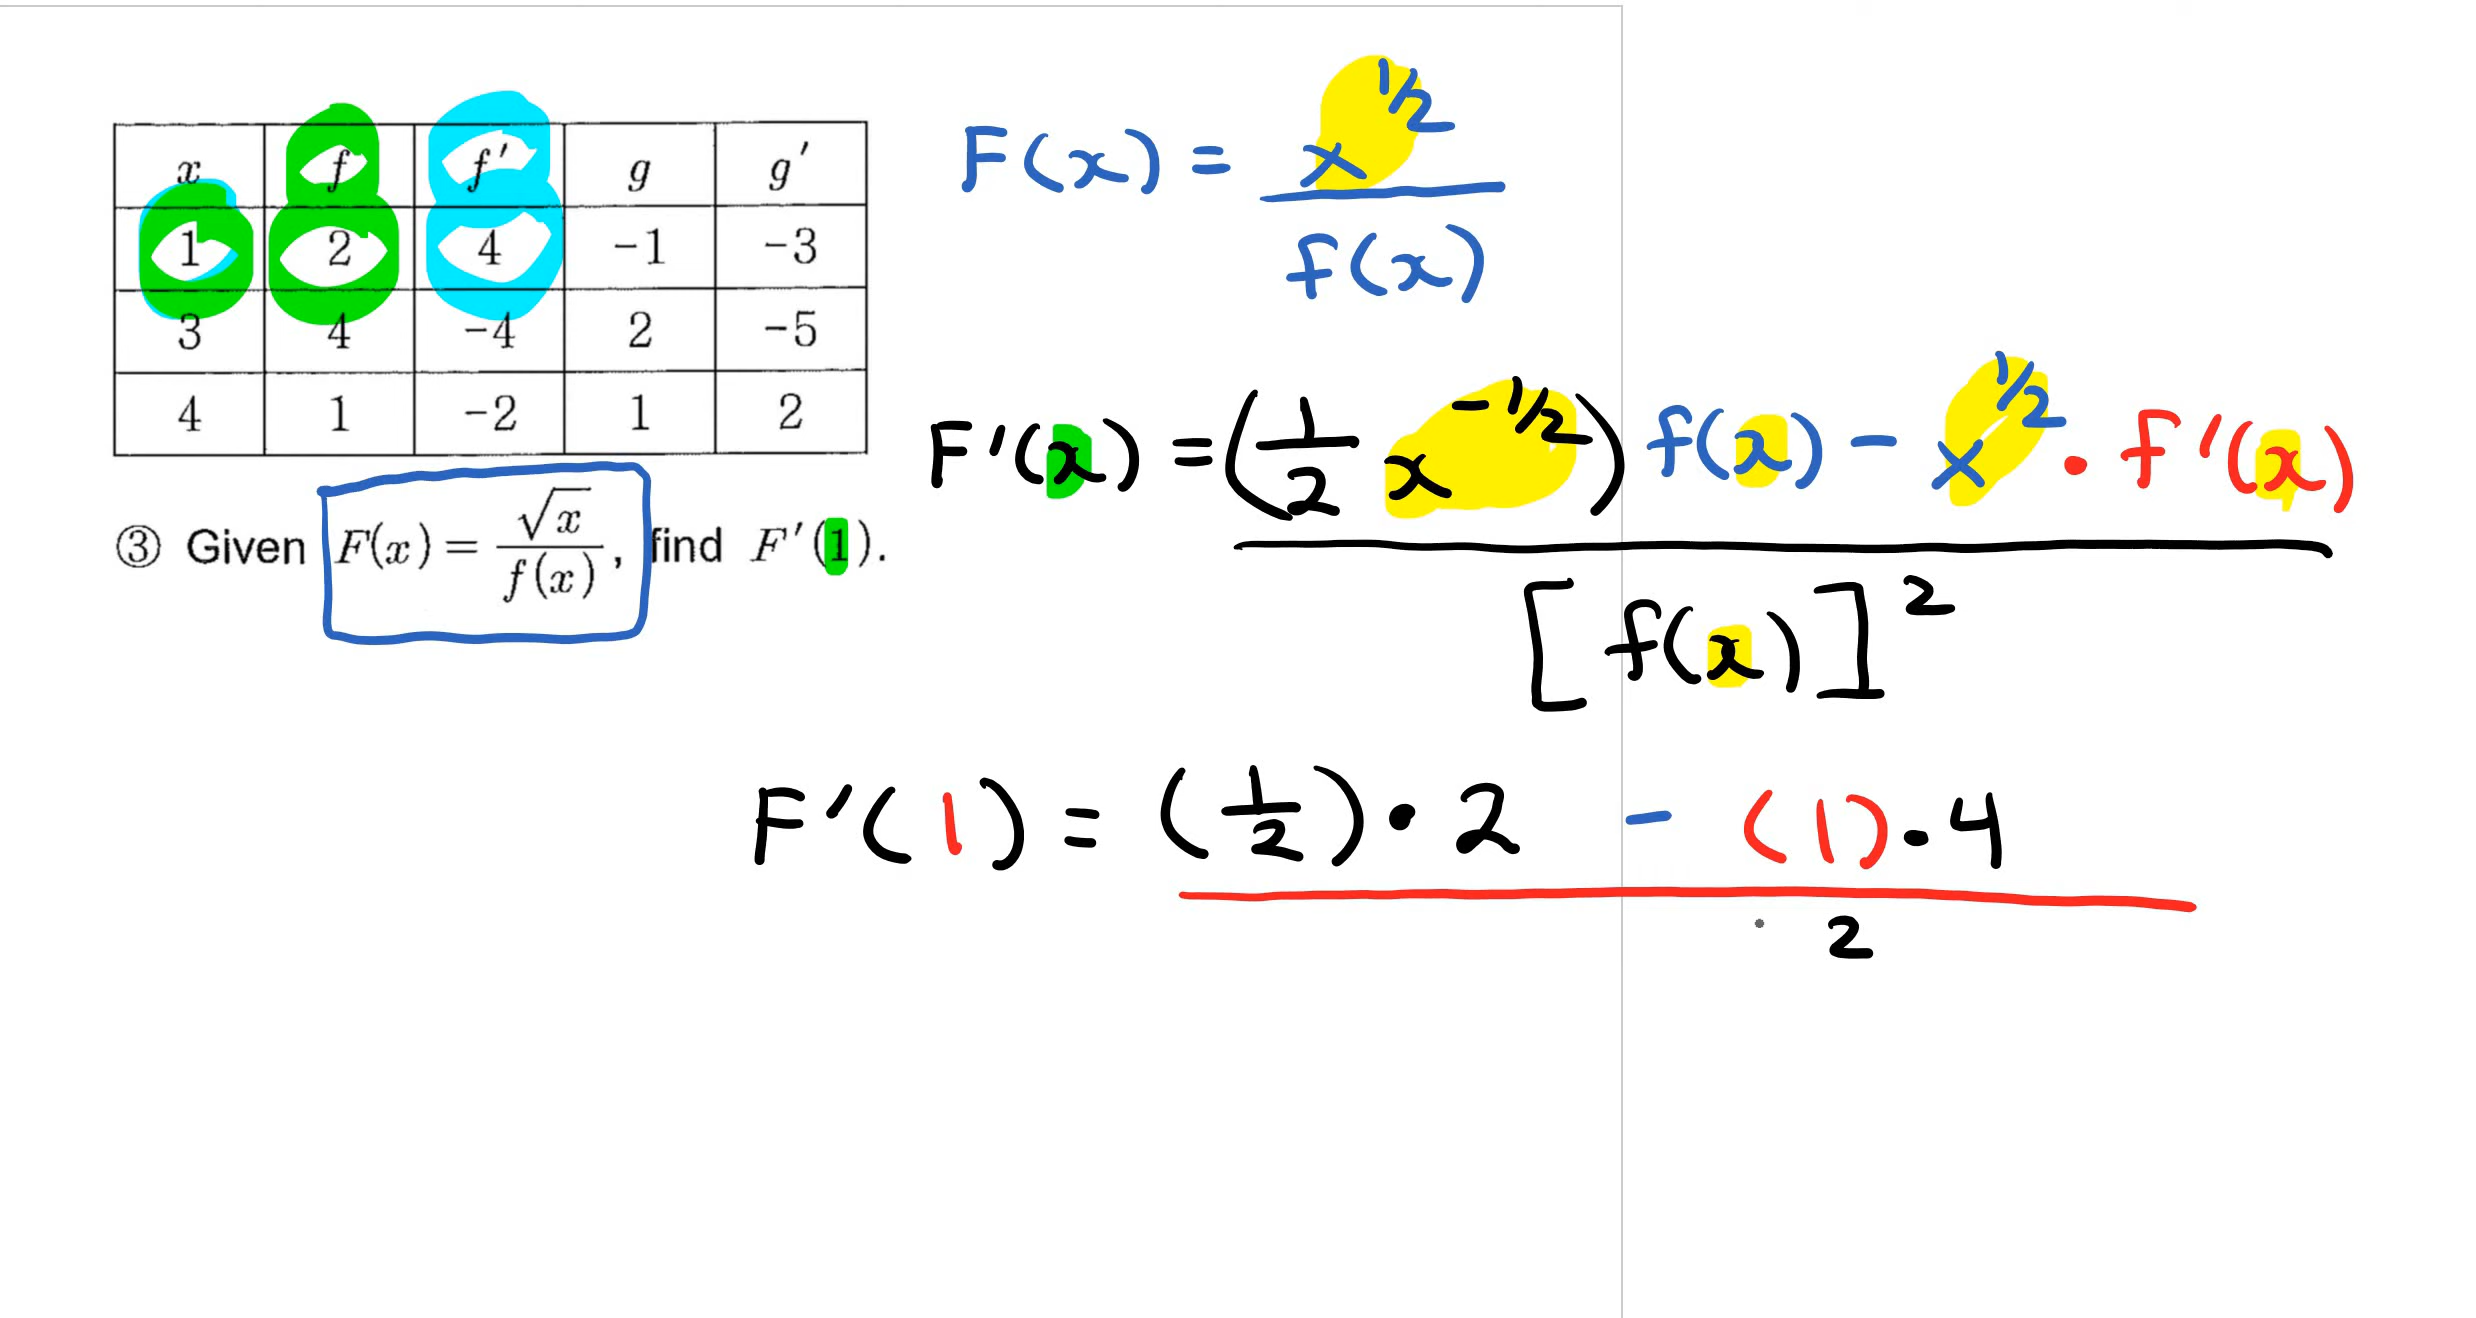 x f f′ g g′
1 2 4 −1 −3
3 4 −4 2 −5
4 1 −2 1 2
③ Given F(x) = √x / f(x), find F′(1).
F(x) = x^1/2 / f(x)
F′(x) = (1/2 x^−1/2) f(x) − x^1/2 · f′(x) / [f(x)]^2
F′(1) = (1/2) · 2 − (1) · 4 / 2